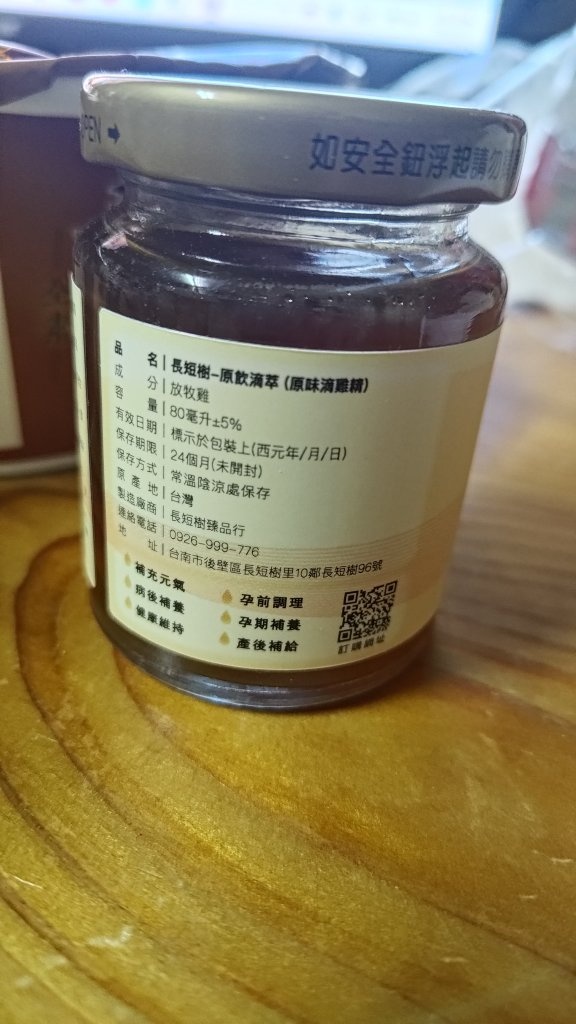 OPEN
如安全鈕浮起請勿
品　名｜長短樹-原飲滴萃 (原味滴雞精)
成　分｜放牧雞
容　量｜80毫升±5%
有效日期｜標示於包裝上(西元年/月/日)
保存期限｜24個月(未開封)
保存方式｜常溫陰涼處保存
原產地｜台灣
製造廠商｜長短樹臻品行
連絡電話｜0926-999-776
地　址｜台南市後壁區長短樹里10鄰長短樹96號
補充元氣
病後補養
健康維持
孕前調理
孕期補養
產後補給
訂購網址